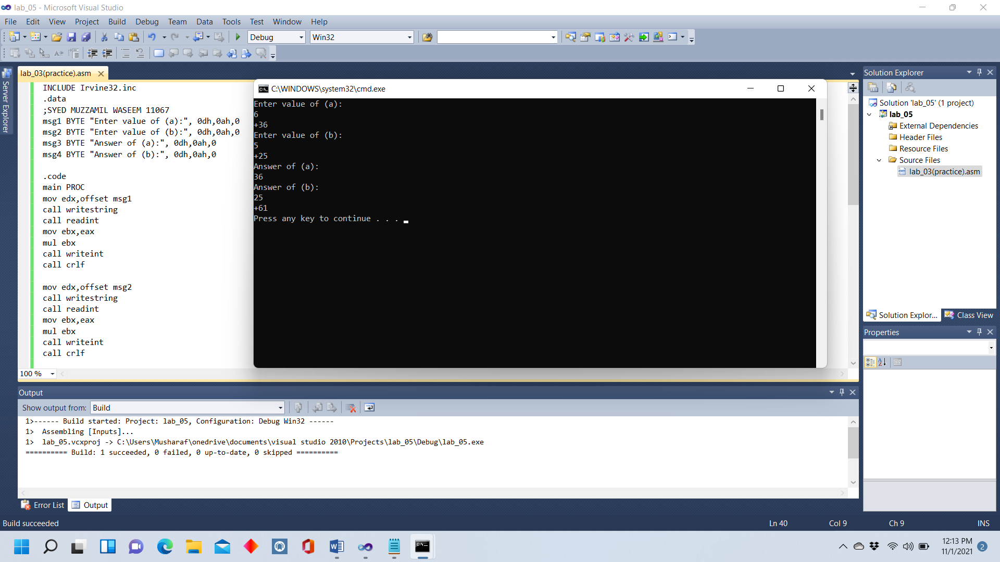 lab_05 - Microsoft Visual Studio
File Edit View Project Build Debug Team Data Tools Test Window Help
Debug Win32
Server Explorer
lab_03(practice).asm
INCLUDE Irvine32.inc
.data
;SYED MUZZAMIL WASEEM 11067
msg1 BYTE "Enter value of (a):", 0dh,0ah,0
msg2 BYTE "Enter value of (b):", 0dh,0ah,0
msg3 BYTE "Answer of (a):", 0dh,0ah,0
msg4 BYTE "Answer of (b):", 0dh,0ah,0
.code
main PROC
mov edx,offset msg1
call writestring
call readint
mov ebx,eax
mul ebx
call writeint
call crlf
mov edx,offset msg2
call writestring
call readint
mov ebx,eax
mul ebx
call writeint
call crlf
100 %
C:\WINDOWS\system32\cmd.exe
Enter value of (a):
6
+36
Enter value of (b):
5
+25
Answer of (a):
36
Answer of (b):
25
+61
Press any key to continue . . .
Solution Explorer
Solution 'lab_05' (1 project)
lab_05
External Dependencies
Header Files
Resource Files
Source Files
lab_03(practice).asm
Solution Explor... Class View
Properties
Output
Show output from: Build
1>------ Build started: Project: lab_05, Configuration: Debug Win32 ------
1> Assembling [Inputs]...
1> lab_05.vcxproj -> C:\Users\Musharaf\onedrive\documents\visual studio 2010\Projects\lab_05\Debug\lab_05.exe
========== Build: 1 succeeded, 0 failed, 0 up-to-date, 0 skipped ==========
Error List Output
Build succeeded Ln 40 Col 9 Ch 9 INS
12:13 PM
11/1/2021
2